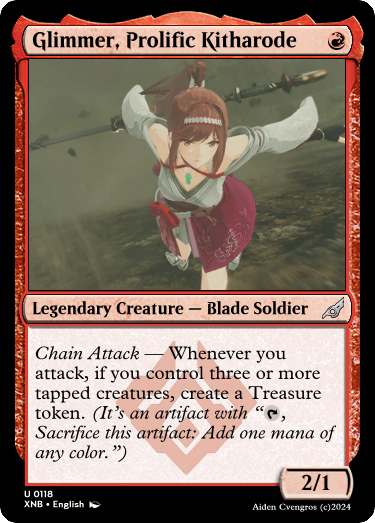 Glimmer, Prolific Kitharode
Legendary Creature — Blade Soldier
Chain Attack — Whenever you
attack, if you control three or more
tapped creatures, create a Treasure
token. (It's an artifact with “,
Sacrifice this artifact: Add one mana of
any color.”)
2/1
U 0118
XNB • English
Aiden Cvengros (c)2024